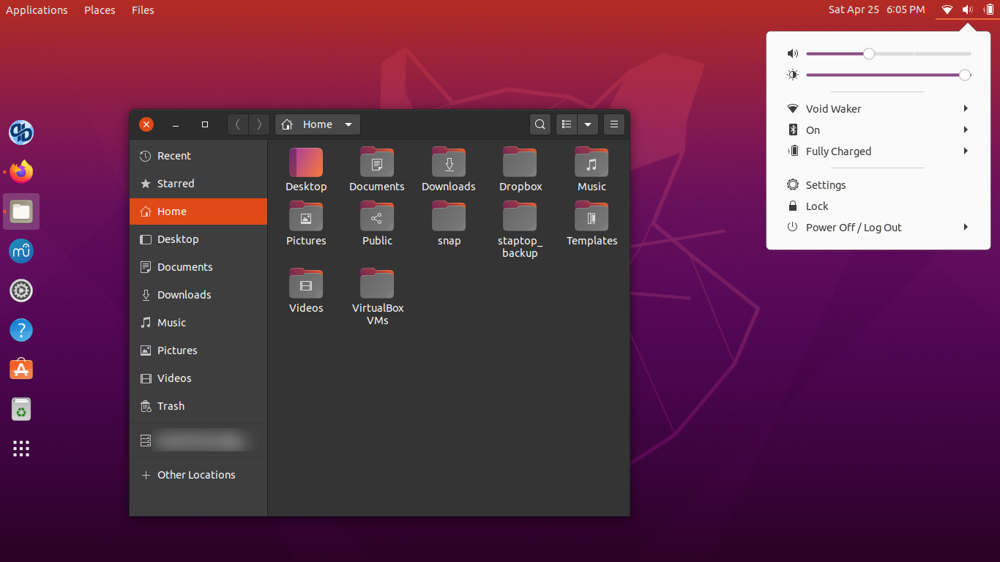 Applications Places Files Sat Apr 25 6:05 PM
Home
Recent
Starred
Home
Desktop
Documents
Downloads
Music
Pictures
Videos
Trash
Other Locations
Desktop Documents Downloads Dropbox Music
Pictures Public snap staptop_ Templates
backup
Videos VirtualBox
VMs
Void Waker
On
Fully Charged
Settings
Lock
Power Off / Log Out